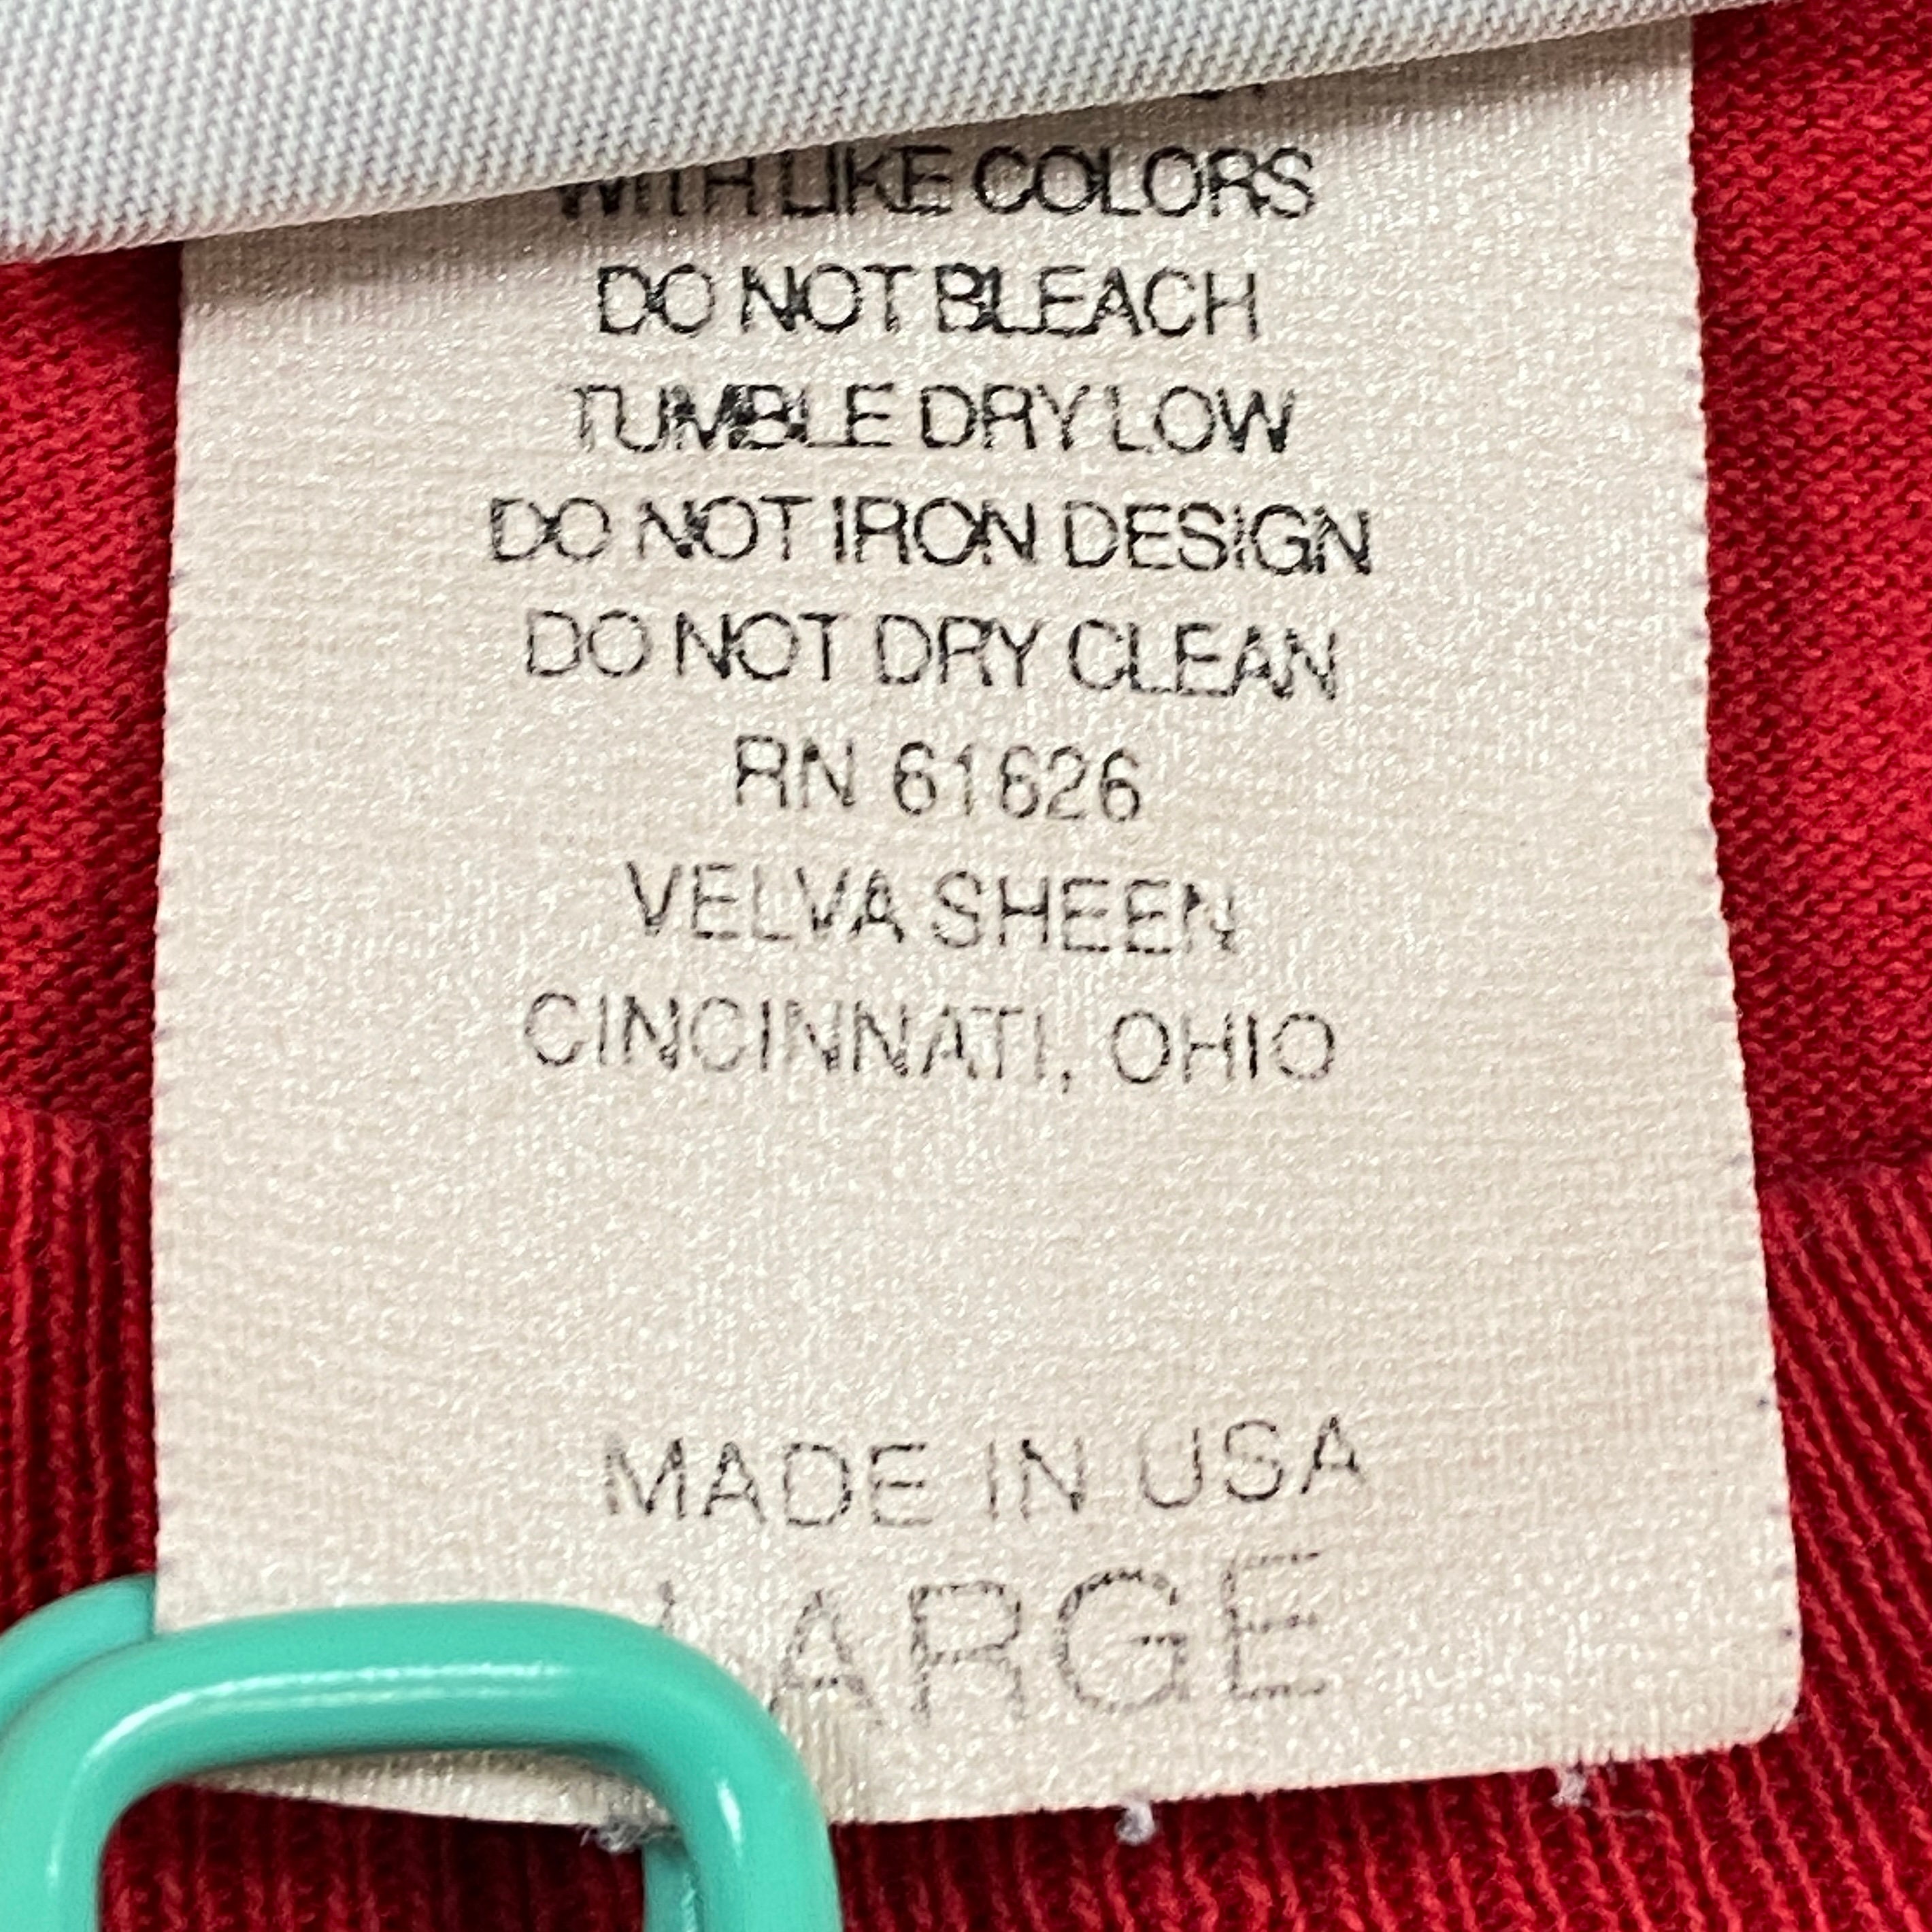 WITH LIKE COLORS
DO NOT BLEACH
TUMBLE DRY LOW
DO NOT IRON DESIGN
DO NOT DRY CLEAN
RN 61626
VELVA SHEEN
CINCINNATI, OHIO
MADE IN USA
LARGE